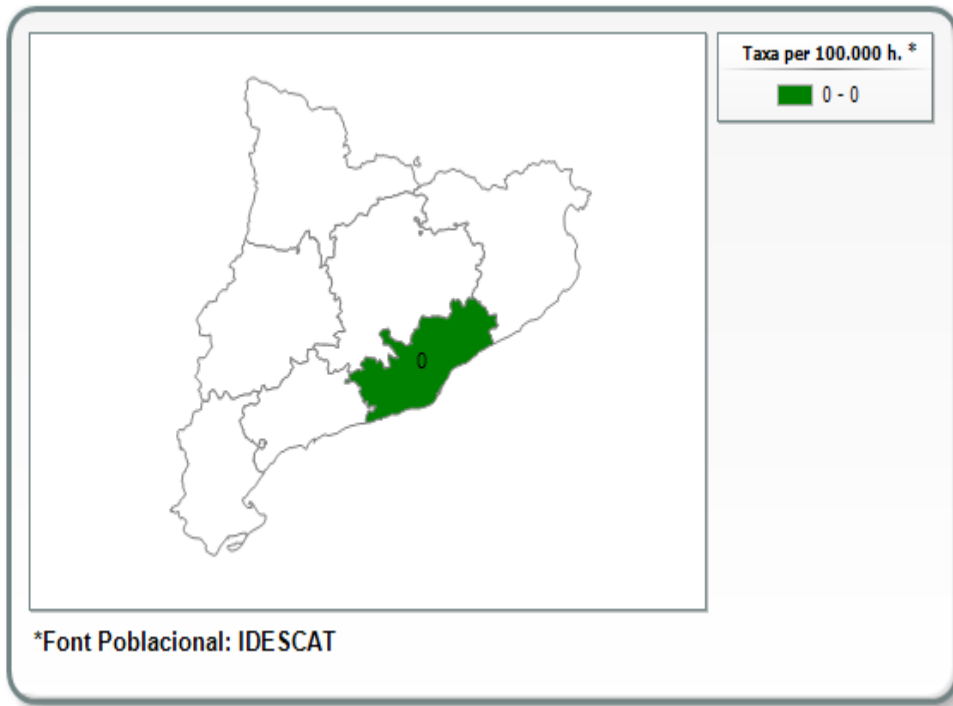 Taxa per 100.000 h. *
0 - 0
0
*Font Poblacional: IDESCAT